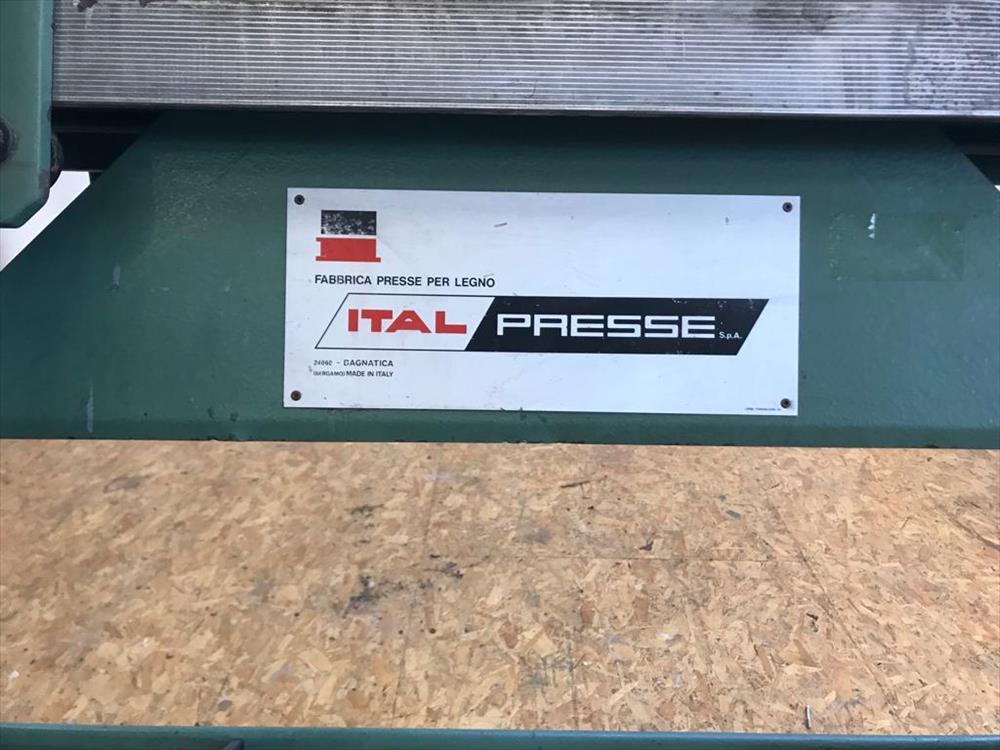 FABBRICA PRESSE PER LEGNO
ITAL PRESSE S.p.A.
24060 - BAGNATICA
(BERGAMO) MADE IN ITALY